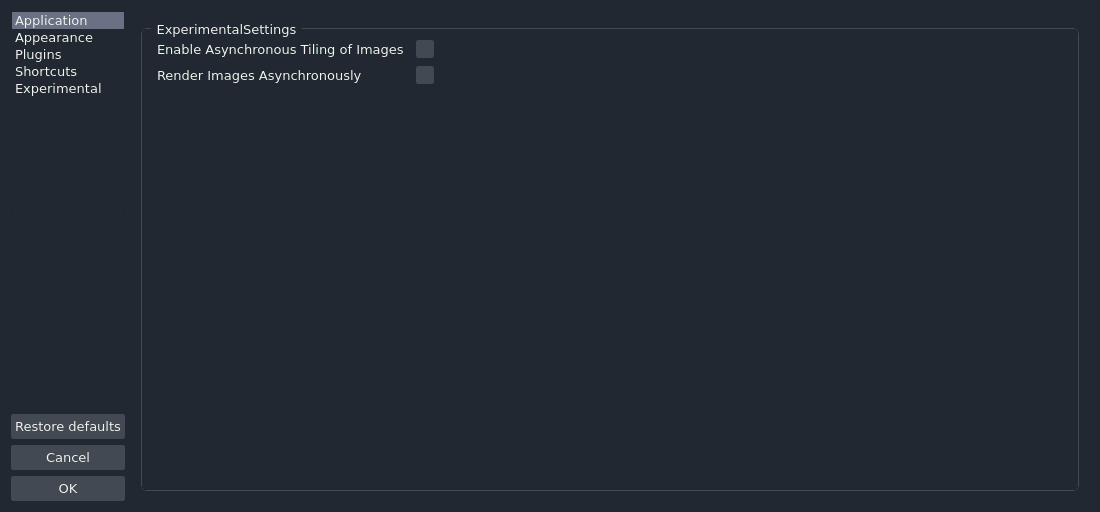 Application
Appearance
Plugins
Shortcuts
Experimental
ExperimentalSettings
Enable Asynchronous Tiling of Images
Render Images Asynchronously
Restore defaults
Cancel
OK